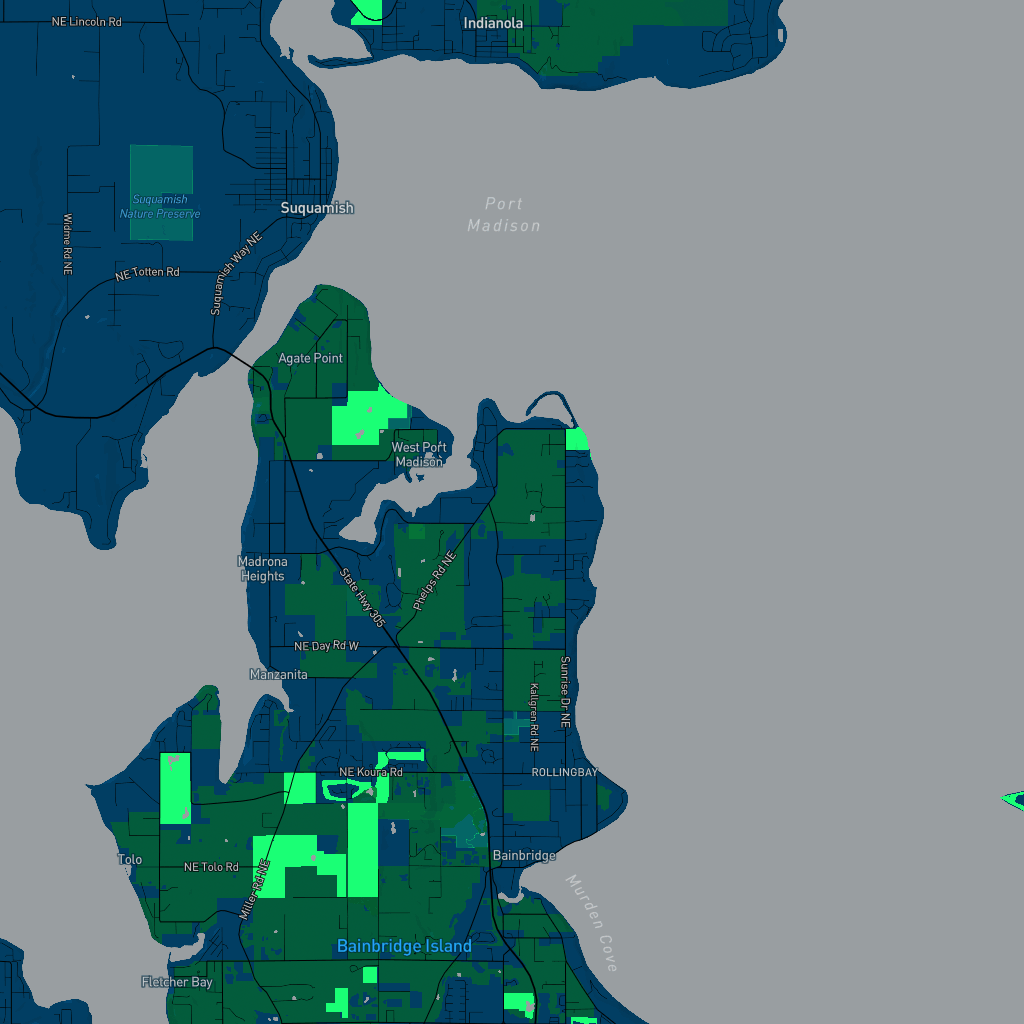 NE Lincoln Rd
Indianola
Suquamish
Nature Preserve
Suquamish
Port
Madison
Widme Rd NE
NE Totten Rd
Suquamish Way NE
Agate Point
West Port
Madison
Madrona
Heights
State Hwy 305
Phelps Rd NE
NE Day Rd W
Manzanita
Kallgren Rd NE
Sunrise Dr NE
NE Koura Rd
ROLLINGBAY
Tolo
NE Tolo Rd
Miller Rd NE
Bainbridge
Murden Cove
Bainbridge Island
Fletcher Bay